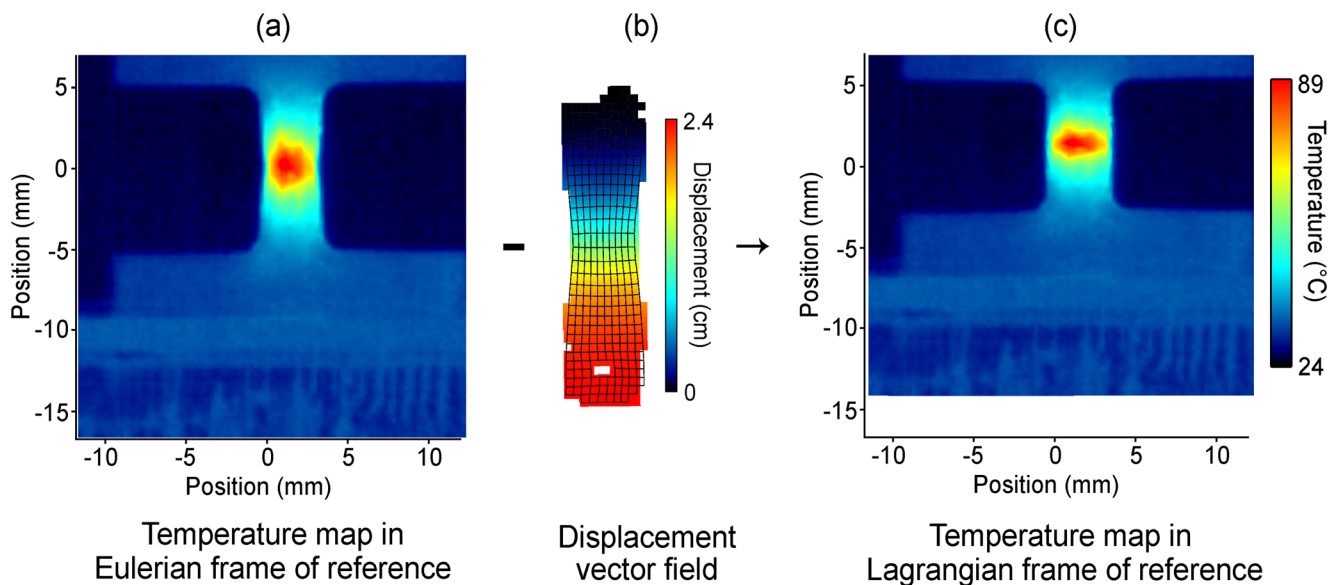 (a)
(b)
(c)
5
0
-5
-10
-15
Position (mm)
-10
-5
0
5
10
Position (mm)
-
2.4
0
Displacement (cm)
→
5
0
-5
-10
-15
Position (mm)
-10
-5
0
5
10
Position (mm)
89
24
Temperature (°C)
Temperature map in
Eulerian frame of reference
Displacement
vector field
Temperature map in
Lagrangian frame of reference